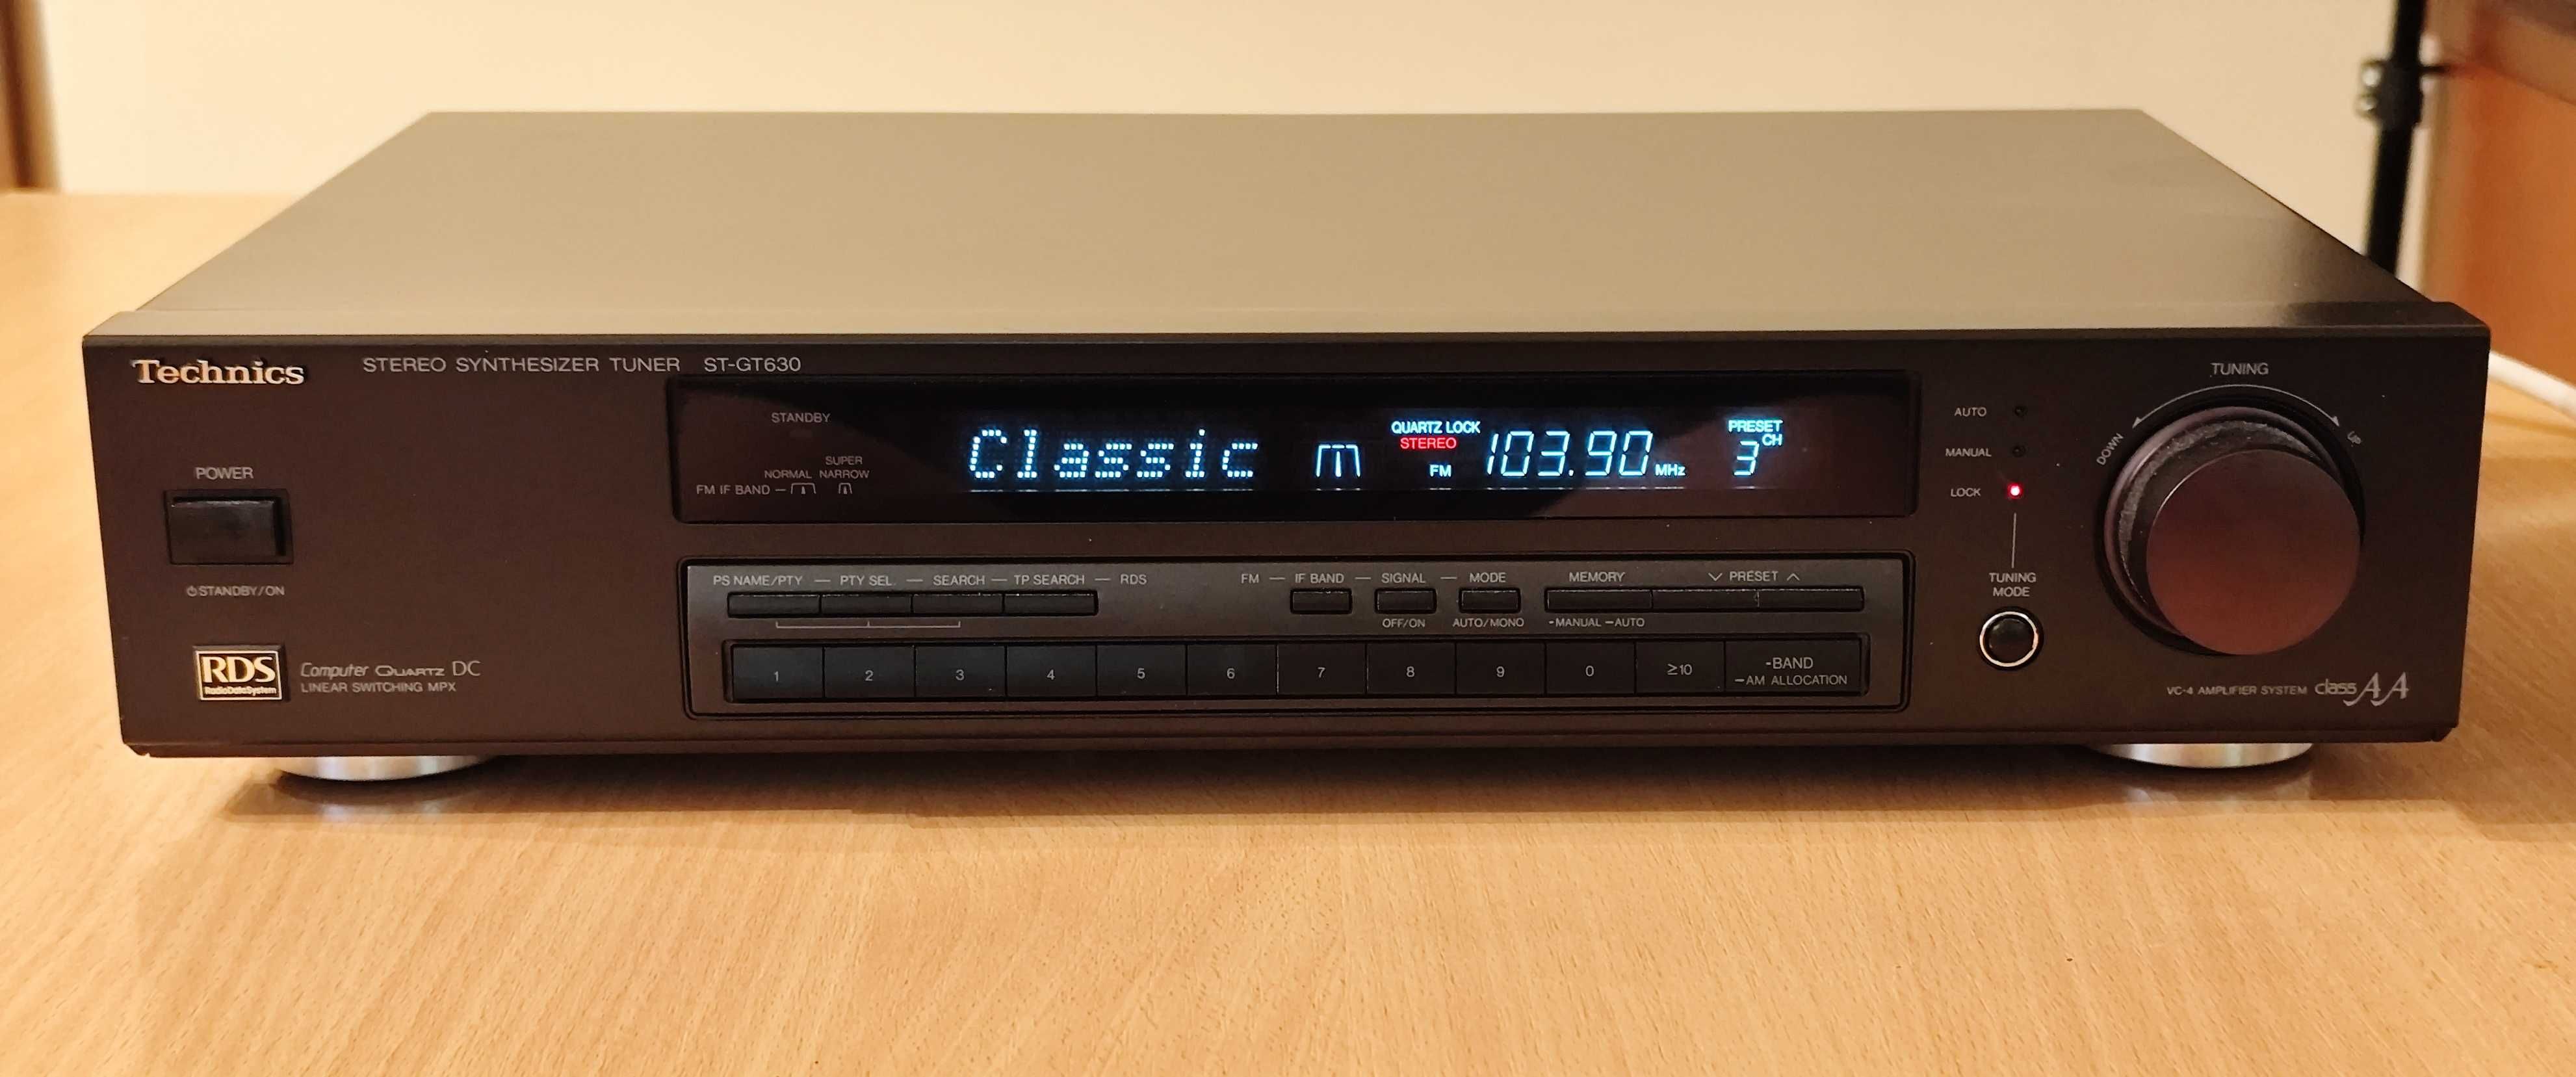 Technics
STEREO SYNTHESIZER TUNER ST-GT630
POWER
⏻STANDBY/ON
RDS
RadioDataSystem
Computer QUARTZ DC
LINEAR SWITCHING MPX
STANDBY
SUPER
NORMAL NARROW
FM IF BAND
Classic
QUARTZ LOCK
STEREO
FM 103.90 MHz
PRESET
3 CH
PS NAME/PTY — PTY SEL. — SEARCH — TP SEARCH — RDS
FM — IF BAND — SIGNAL — MODE
OFF/ON AUTO/MONO
MEMORY
-MANUAL —AUTO
∨ PRESET ∧
1 2 3 4 5 6 7 8 9 0 ≥10
-BAND
—AM ALLOCATION
AUTO
MANUAL
LOCK
TUNING
MODE
TUNING
DOWN UP
VC-4 AMPLIFIER SYSTEM class AA